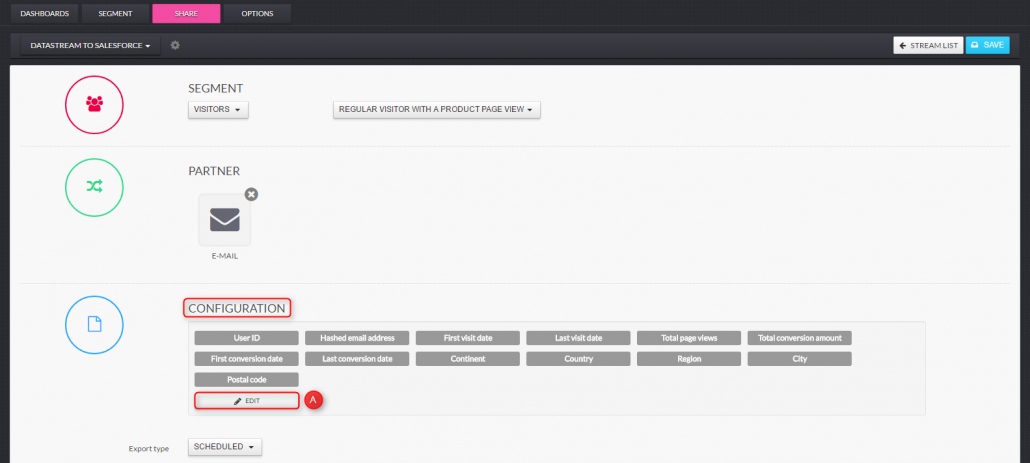 DASHBOARDS SEGMENT SHARE OPTIONS
DATASTREAM TO SALESFORCE STREAM LIST SAVE
SEGMENT
VISITORS REGULAR VISITOR WITH A PRODUCT PAGE VIEW
PARTNER
E-MAIL
CONFIGURATION
User ID Hashed email address First visit date Last visit date Total page views Total conversion amount
First conversion date Last conversion date Continent Country Region City
Postal code
EDIT A
Export type SCHEDULED